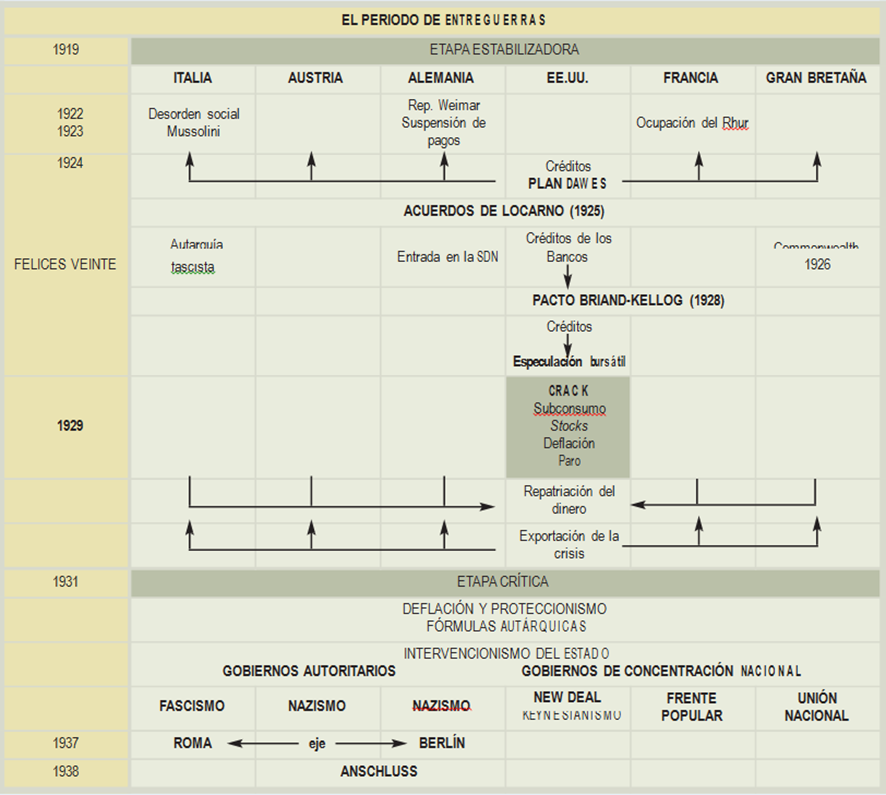 EL PERIODO DE ENTREGUERRAS
1919
ETAPA ESTABILIZADORA
ITALIA
AUSTRIA
ALEMANIA
EE.UU.
FRANCIA
GRAN BRETAÑA
1922
1923
Desorden social
Mussolini
Rep. Weimar
Suspensión de
pagos
Ocupación del Rhur
1924
Créditos
PLAN DAWES
ACUERDOS DE LOCARNO (1925)
FELICES VEINTE
Autarquía
fascista
Entrada en la SDN
Créditos de los
Bancos
Commonwealth
1926
PACTO BRIAND-KELLOG (1928)
Créditos
Especulación bursátil
1929
CRACK
Subconsumo
Stocks
Deflación
Paro
Repatriación del
dinero
Exportación de la
crisis
1931
ETAPA CRÍTICA
DEFLACIÓN Y PROTECCIONISMO
FÓRMULAS AUTÁRQUICAS
INTERVENCIONISMO DEL ESTADO
GOBIERNOS AUTORITARIOS
GOBIERNOS DE CONCENTRACIÓN NACIONAL
FASCISMO
NAZISMO
NAZISMO
NEW DEAL
KEYNESIANISMO
FRENTE
POPULAR
UNIÓN
NACIONAL
1937
ROMA
eje
BERLÍN
1938
ANSCHLUSS